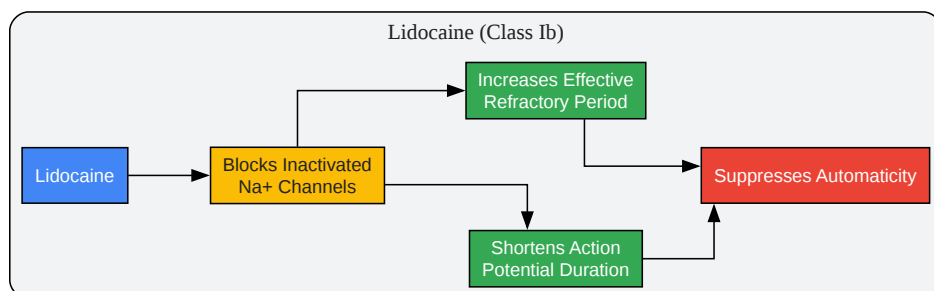 Lidocaine (Class Ib)
Increases Effective
Refractory Period
Lidocaine
Blocks Inactivated
Na+ Channels
Suppresses Automaticity
Shortens Action
Potential Duration